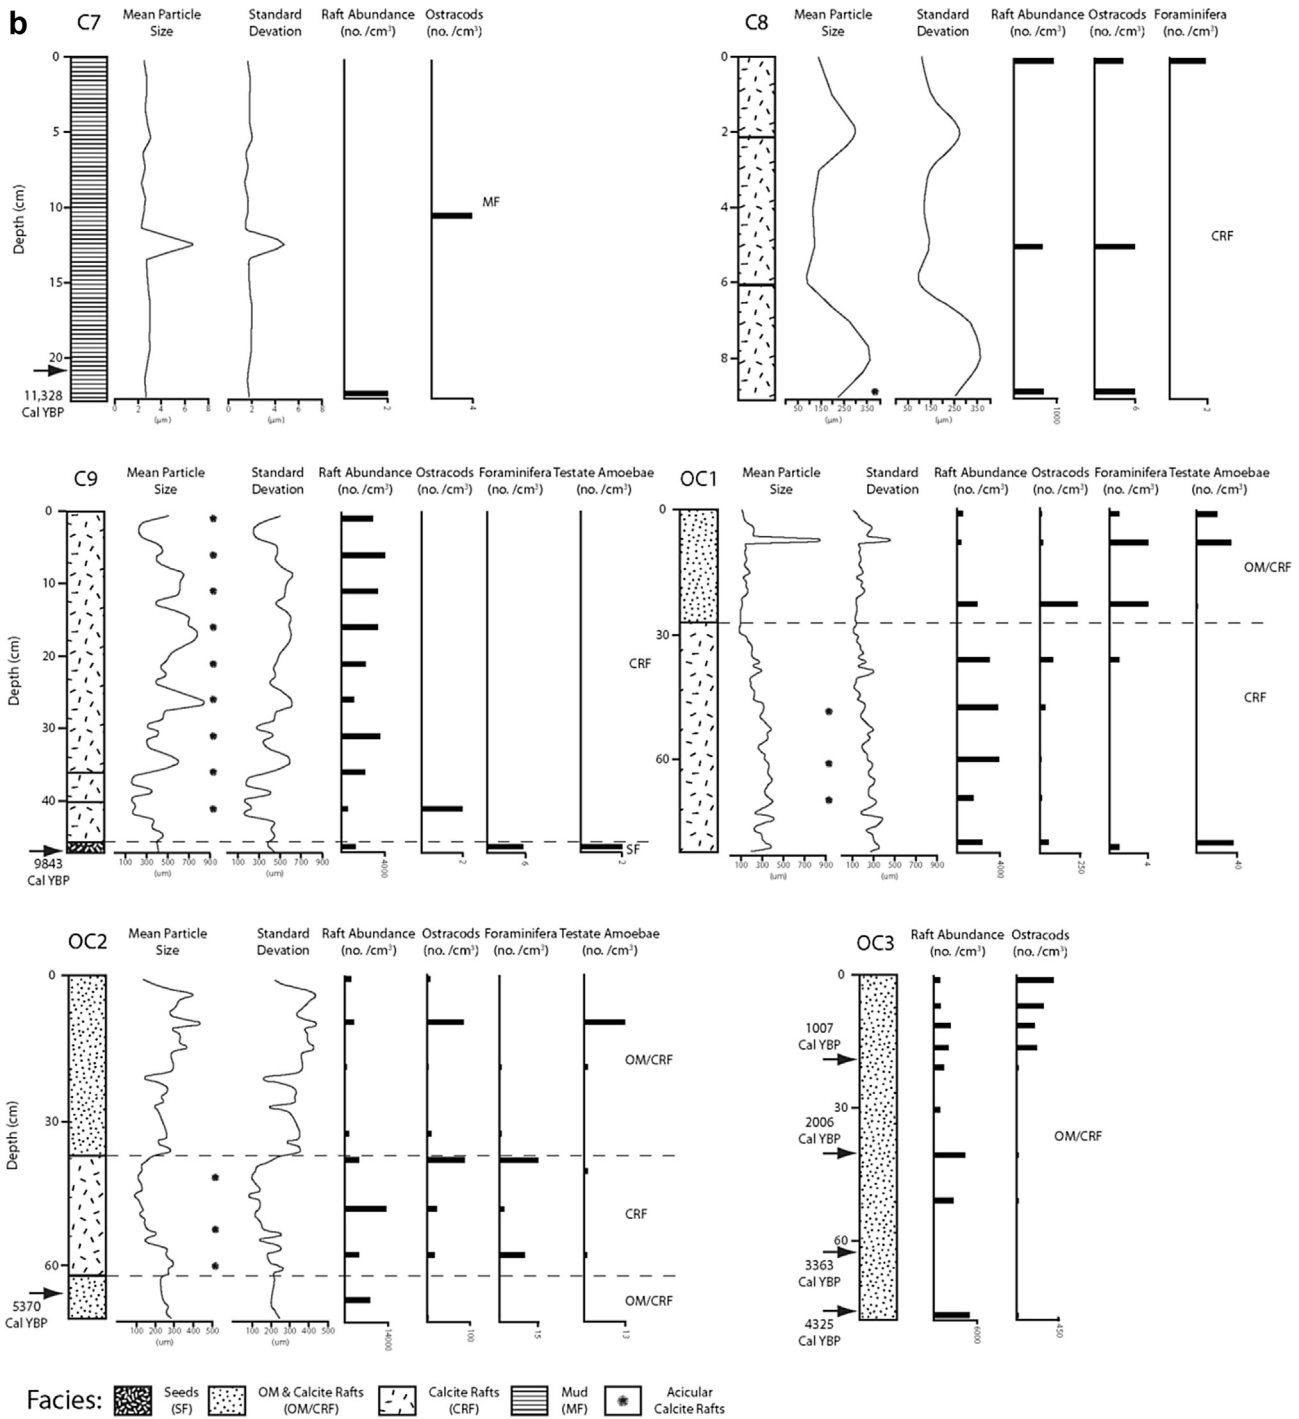 b
C7
Mean Particle Size
Standard Devation
Raft Abundance (no./cm³)
Ostracods (no./cm³)
0
5
10
15
20
Depth (cm)
11,328
Cal YBP
MF
0 2 4 6 8
(µm)
0 2 4 6 8
(µm)
2
4
C8
Mean Particle Size
Standard Devation
Raft Abundance (no./cm³)
Ostracods (no./cm³)
Foraminifera (no./cm³)
0
2
4
6
8
CRF
50 150 250 350
(µm)
50 150 250 350
(µm)
1000
6
2
C9
Mean Particle Size
Standard Devation
Raft Abundance (no./cm³)
Ostracods (no./cm³)
Foraminifera (no./cm³)
Testate Amoebae (no./cm³)
0
10
20
30
40
Depth (cm)
9843
Cal YBP
CRF
SF
100 300 500 700 900
(um)
100 300 500 700 900
(um)
4000
2
6
2
OC1
Mean Particle Size
Standard Devation
Raft Abundance (no./cm³)
Ostracods (no./cm³)
Foraminifera (no./cm³)
Testate Amoebae (no./cm³)
0
30
60
OM/CRF
CRF
100 300 500 700 900
(um)
100 300 500 700 900
(um)
4000
250
4
40
OC2
Mean Particle Size
Standard Devation
Raft Abundance (no./cm³)
Ostracods (no./cm³)
Foraminifera (no./cm³)
Testate Amoebae (no./cm³)
0
30
60
Depth (cm)
5370
Cal YBP
OM/CRF
CRF
OM/CRF
100 200 300 400 500
(um)
100 200 300 400 500
(um)
14000
100
15
13
OC3
Raft Abundance (no./cm³)
Ostracods (no./cm³)
0
30
60
1007
Cal YBP
2006
Cal YBP
3363
Cal YBP
4325
Cal YBP
OM/CRF
6000
450
Facies:
Seeds (SF)
OM & Calcite Rafts (OM/CRF)
Calcite Rafts (CRF)
Mud (MF)
Acicular Calcite Rafts